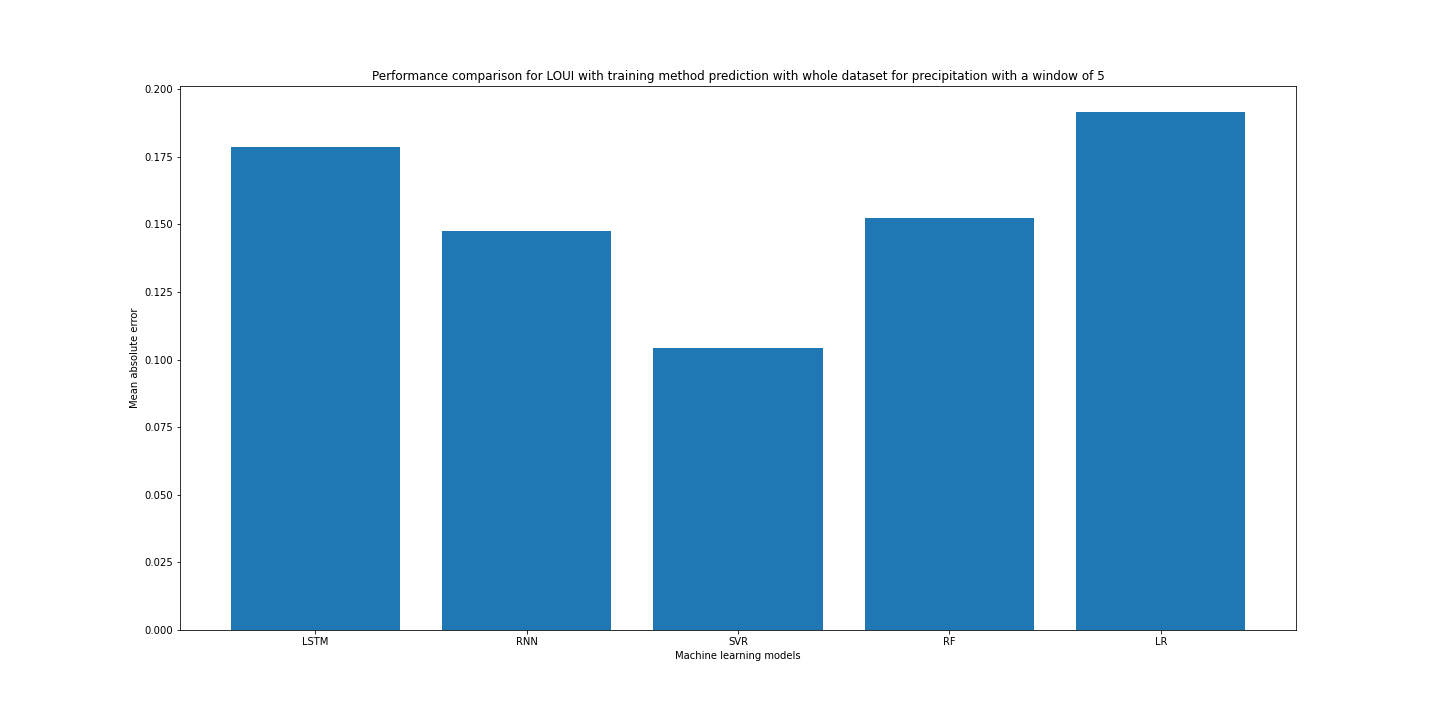 Performance comparison for LOUI with training method prediction with whole dataset for precipitation with a window of 5
0.200
0.175
0.150
0.125
0.100
0.075
0.050
0.025
0.000
Mean absolute error
LSTM RNN SVR RF LR
Machine learning models